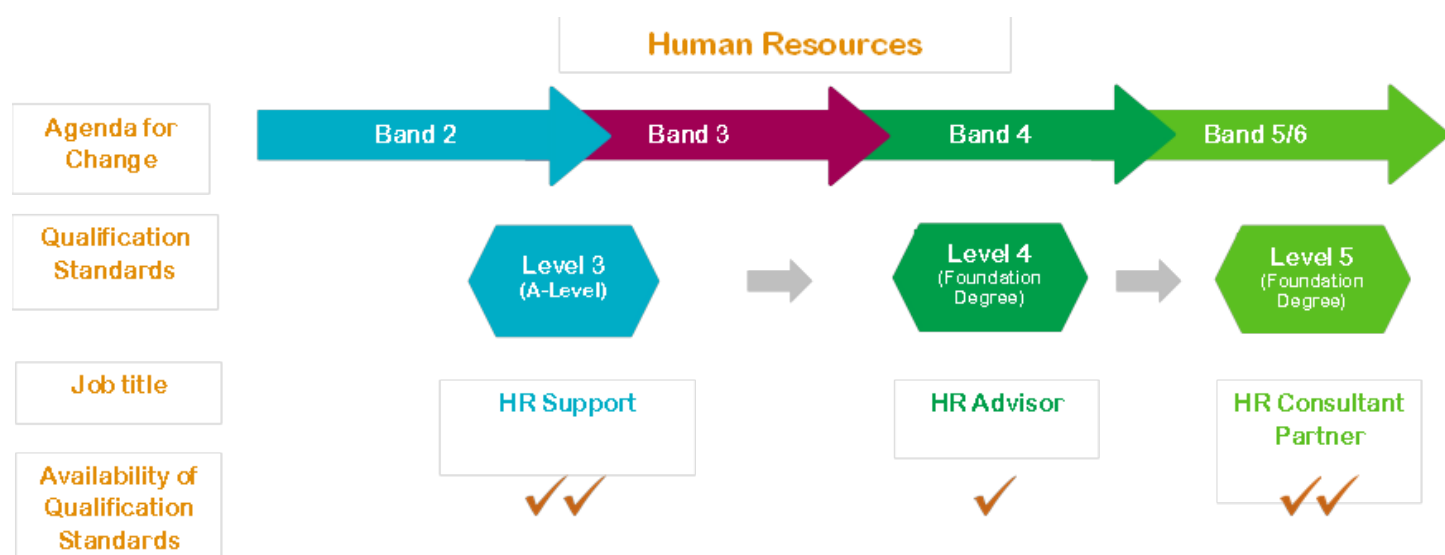 Human Resources
Agenda for
Change
Band 2
Band 3
Band 4
Band 5/6
Qualification
Standards
Level 3
(A-Level)
Level 4
(Foundation
Degree)
Level 5
(Foundation
Degree)
Job title
HR Support
HR Advisor
HR Consultant
Partner
Availability of
Qualification
Standards